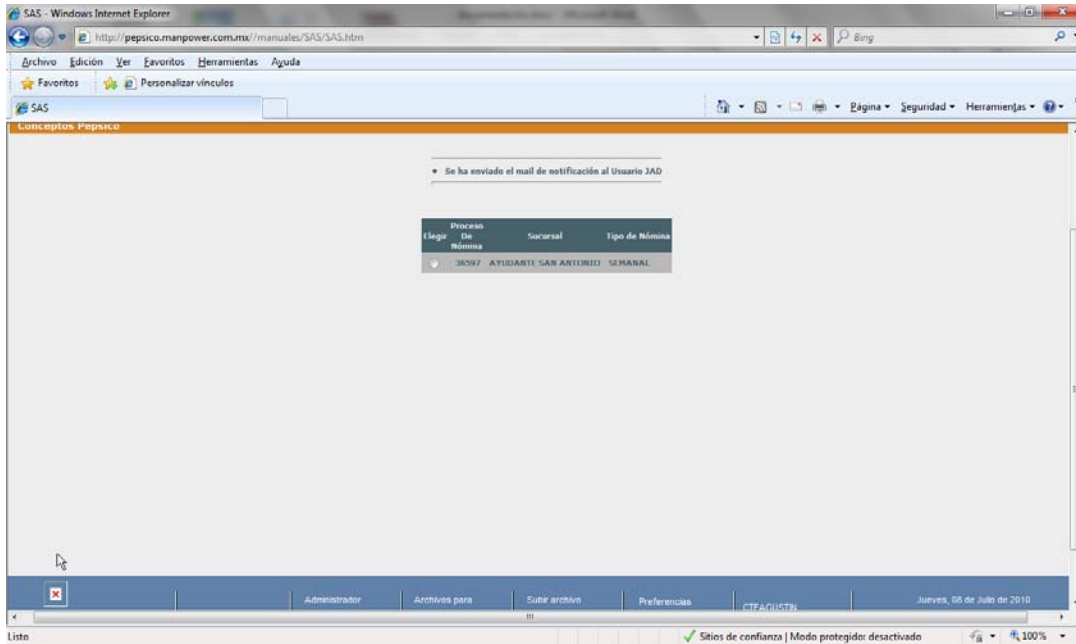 SAS - Windows Internet Explorer
http://pepsico.manpower.com.mx//manuales/SAS/SAS.htm
Bing
Archivo Edición Ver Favoritos Herramientas Ayuda
Favoritos Personalizar vínculos
SAS
Página Seguridad Herramientas
Conceptos Pepsico
Se ha enviado el mail de notificación al Usuario JAD
Elegir Proceso De Nómina Sucursal Tipo de Nómina
36597 AYUDANTE SAN ANTONIO SEMANAL
Administrador Archivos para Subir archivo Preferencias CTEAGUSTIN Jueves, 08 de Julio de 2010
Listo Sitios de confianza | Modo protegido: desactivado 100%